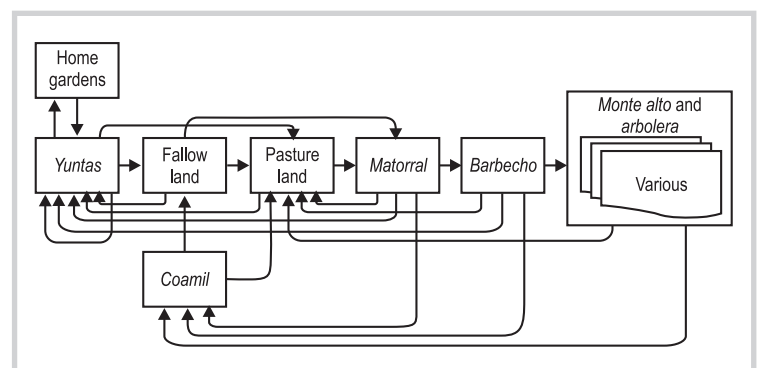 Home
gardens
Yuntas
Fallow
land
Pasture
land
Matorral
Barbecho
Monte alto and
arbolera
Various
Coamil